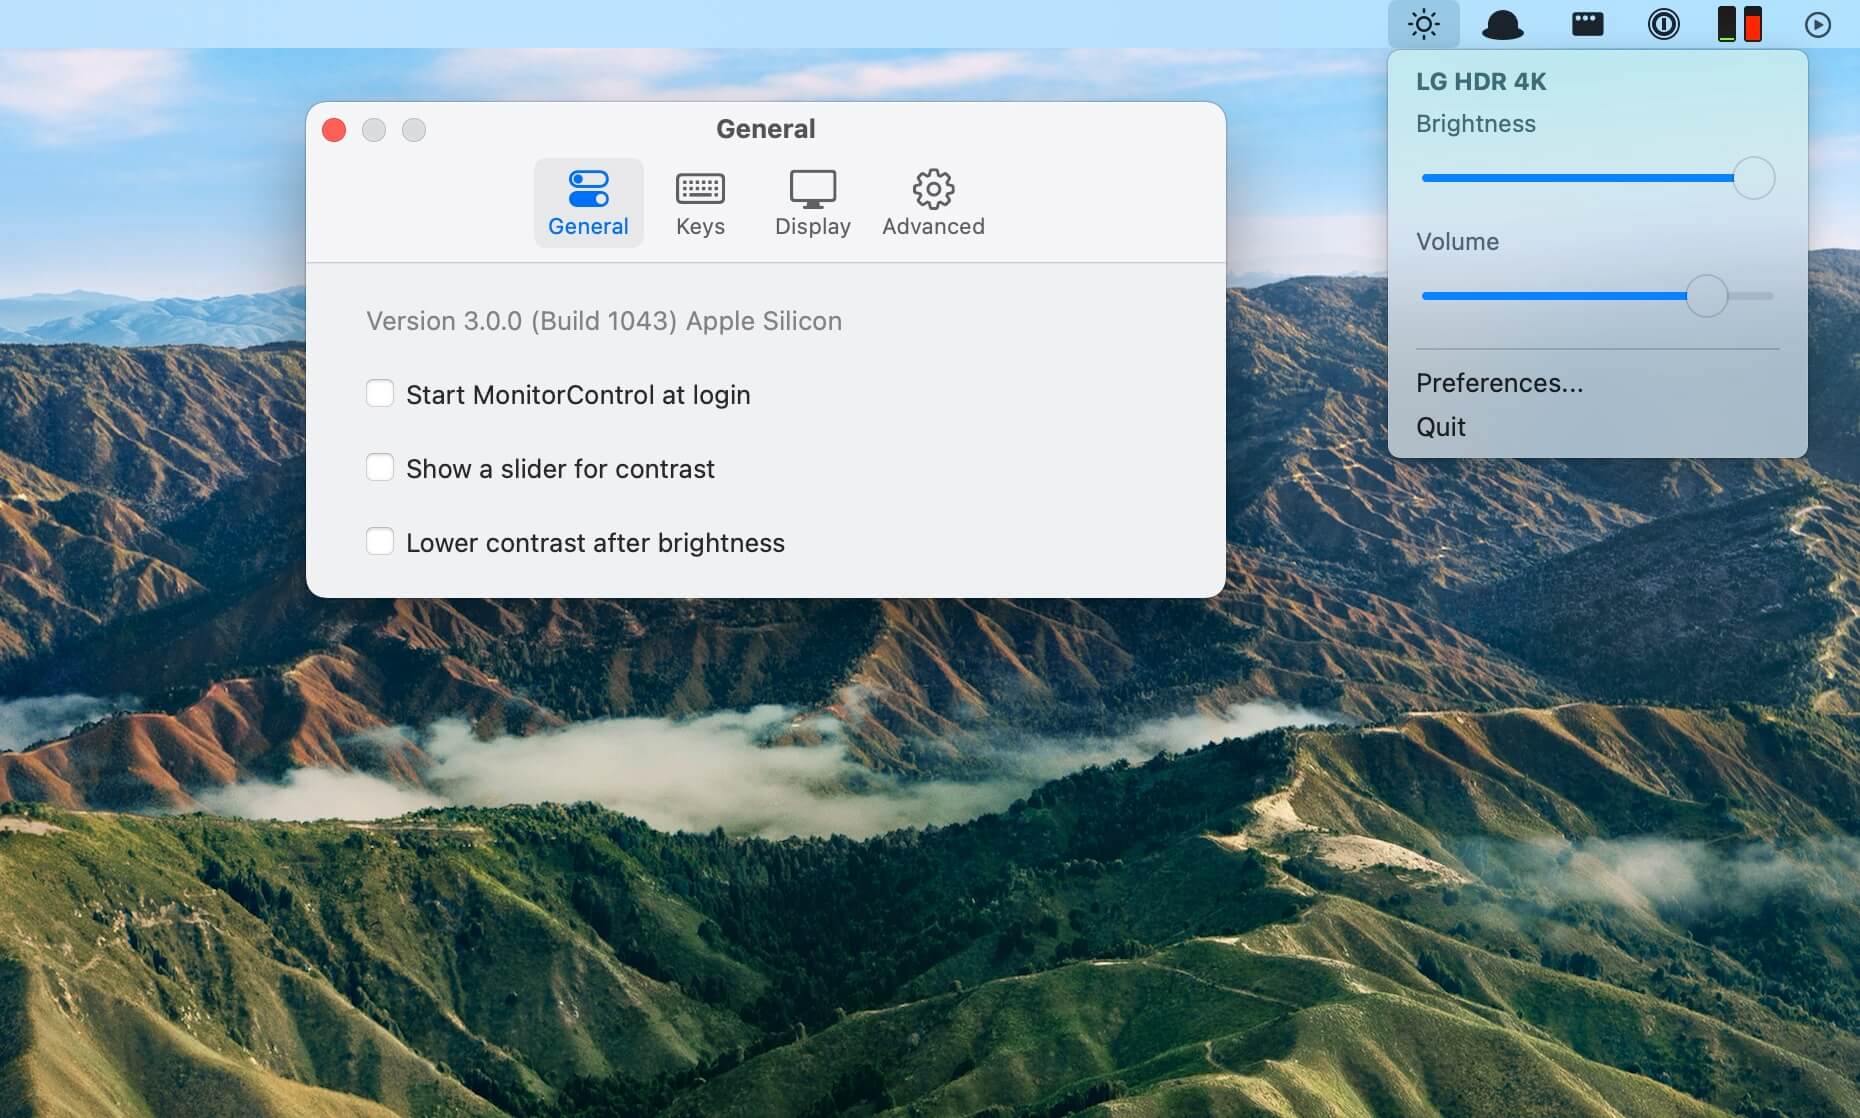 General
General
Keys
Display
Advanced
Version 3.0.0 (Build 1043) Apple Silicon
Start MonitorControl at login
Show a slider for contrast
Lower contrast after brightness
LG HDR 4K
Brightness
Volume
Preferences...
Quit